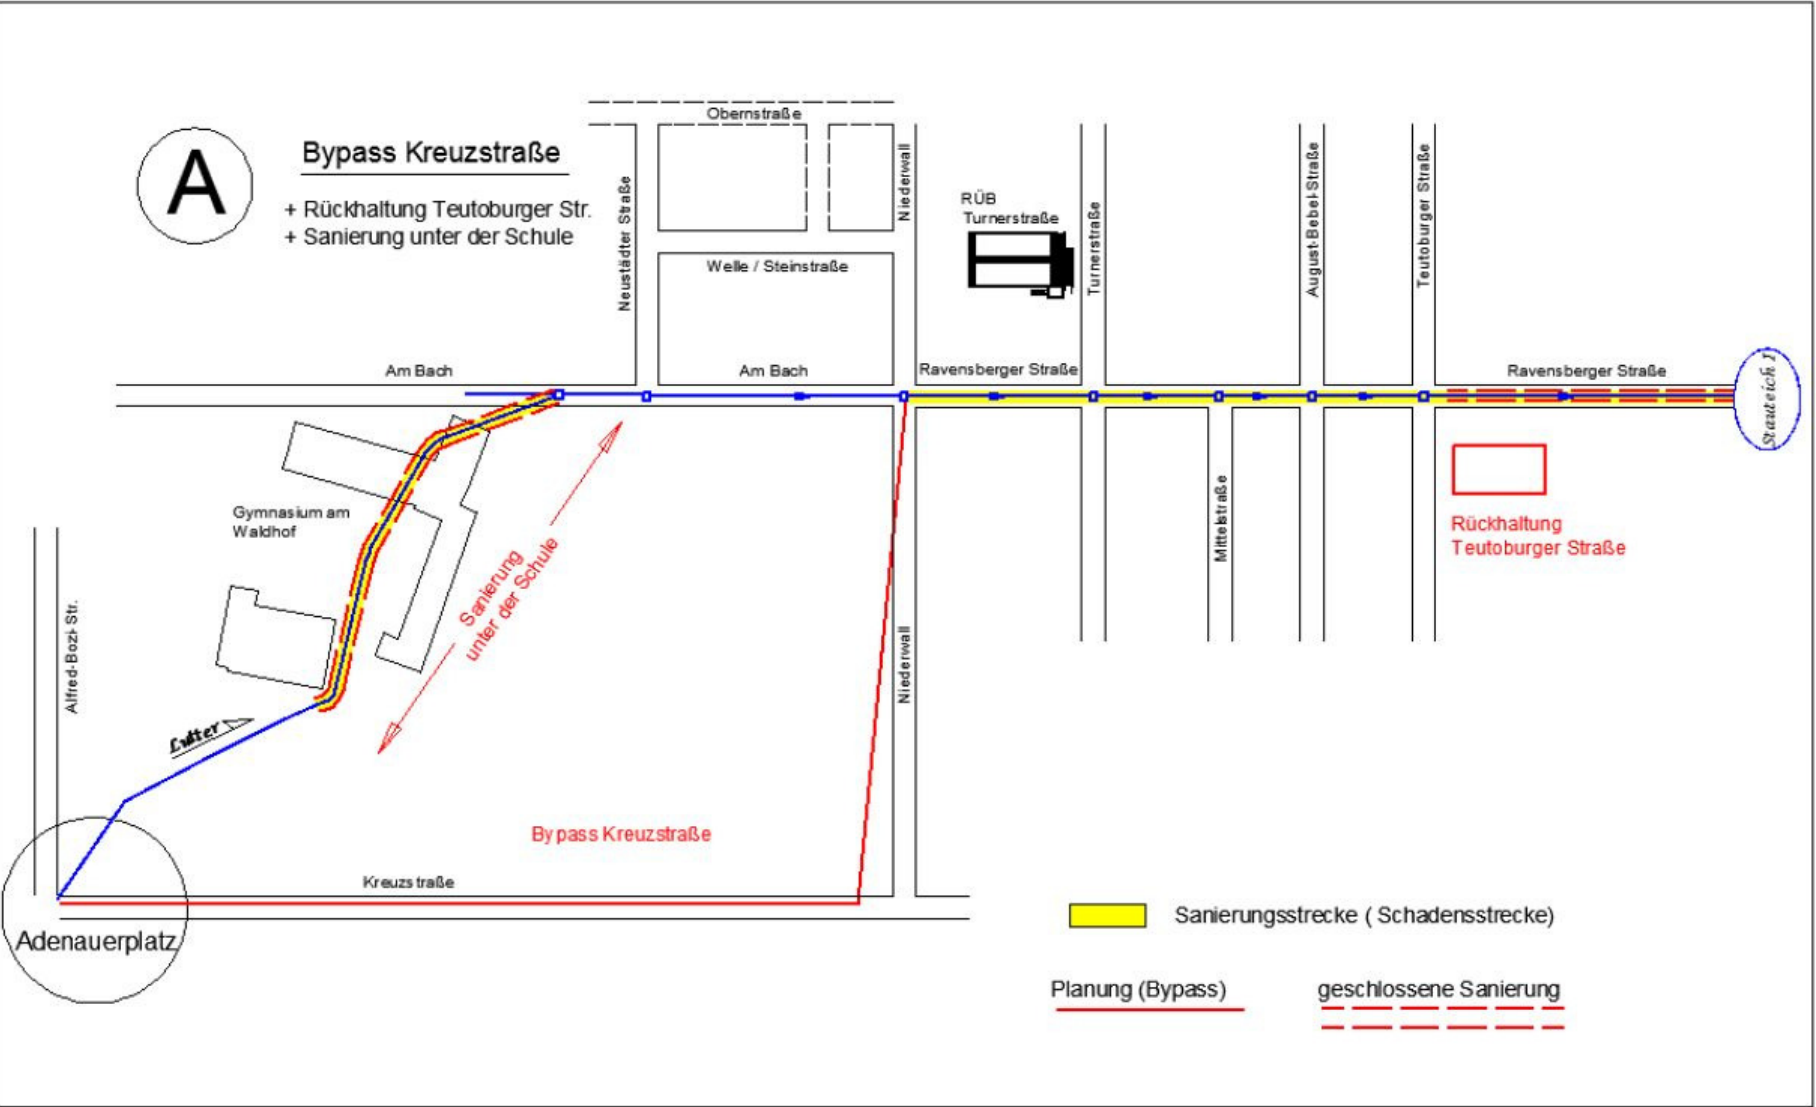 A
Bypass Kreuzstraße
+ Rückhaltung Teutoburger Str.
+ Sanierung unter der Schule
Obernstraße
Neustädter Straße
Niederwall
Welle / Steinstraße
RÜB
Turnerstraße
Turnerstraße
August-Bebel-Straße
Teutoburger Straße
Am Bach
Am Bach
Ravensberger Straße
Ravensberger Straße
Stauteich I
Gymnasium am
Waldhof
Sanierung
unter der Schule
Mittelstraße
Rückhaltung
Teutoburger Straße
Alfred-Bozi-Str.
Niederwall
Lutter
Bypass Kreuzstraße
Kreuzstraße
Adenauerplatz
Sanierungsstrecke ( Schadensstrecke)
Planung (Bypass)
geschlossene Sanierung